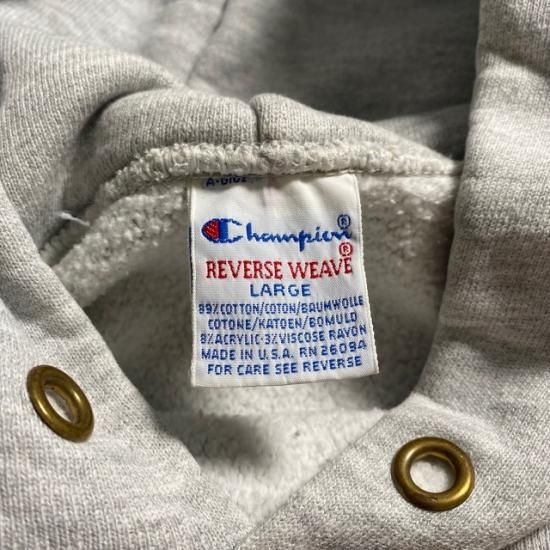 Champion®
REVERSE WEAVE®
LARGE
89% COTTON/COTON/BAUMWOLLE
COTONE/KATOEN/BOMULD
8% ACRYLIC·3% VISCOSE RAYON
MADE IN U.S.A. RN 26094
FOR CARE SEE REVERSE